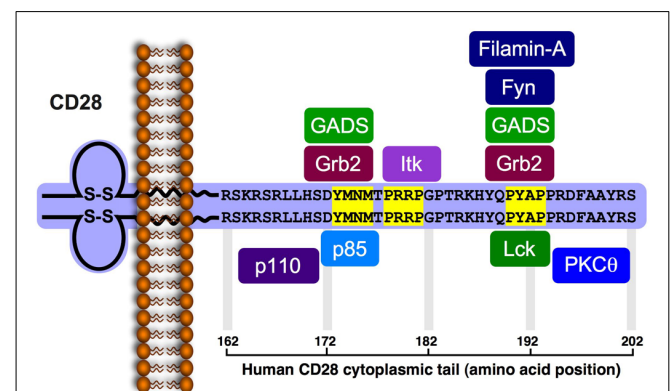 Filamin-A
CD28
Fyn
GADS
GADS
Grb2
Itk
Grb2
S-S
RSKRSRLLHSDYMNMTPRRPGPTRKHYQPYAPPRDFAAYRS
S-S
RSKRSRLLHSDYMNMTPRRPGPTRKHYQPYAPPRDFAAYRS
p110
p85
Lck
PKCθ
162
172
182
192
202
Human CD28 cytoplasmic tail (amino acid position)